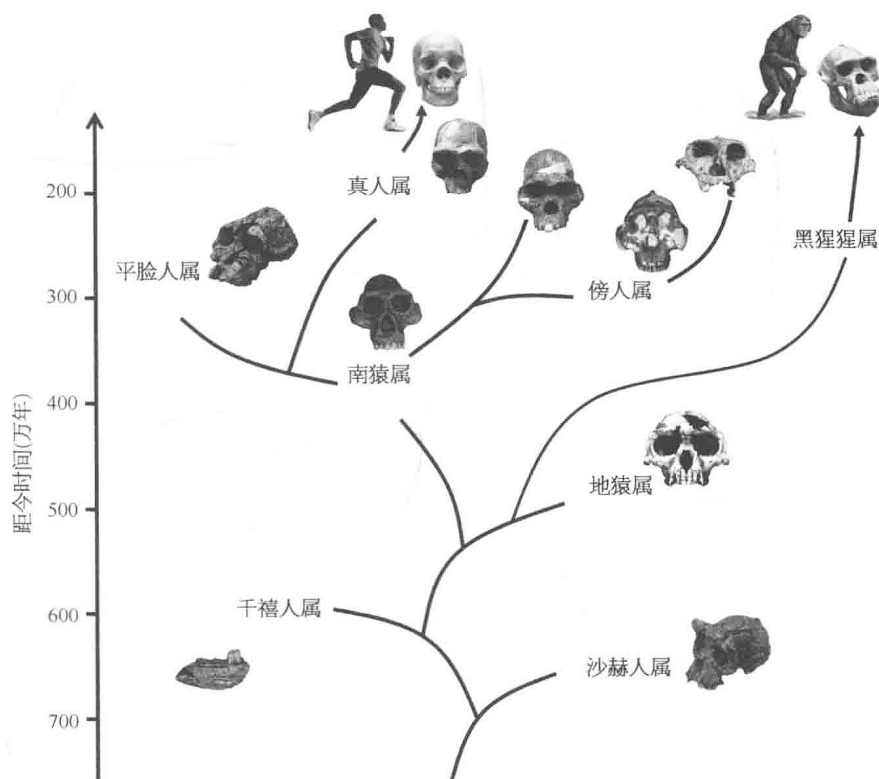 真人属
200
黑猩猩属
平脸人属
傍人属
300
南猿属
400
地猿属
500
千禧人属
600
沙赫人属
700
距今时间(万年)